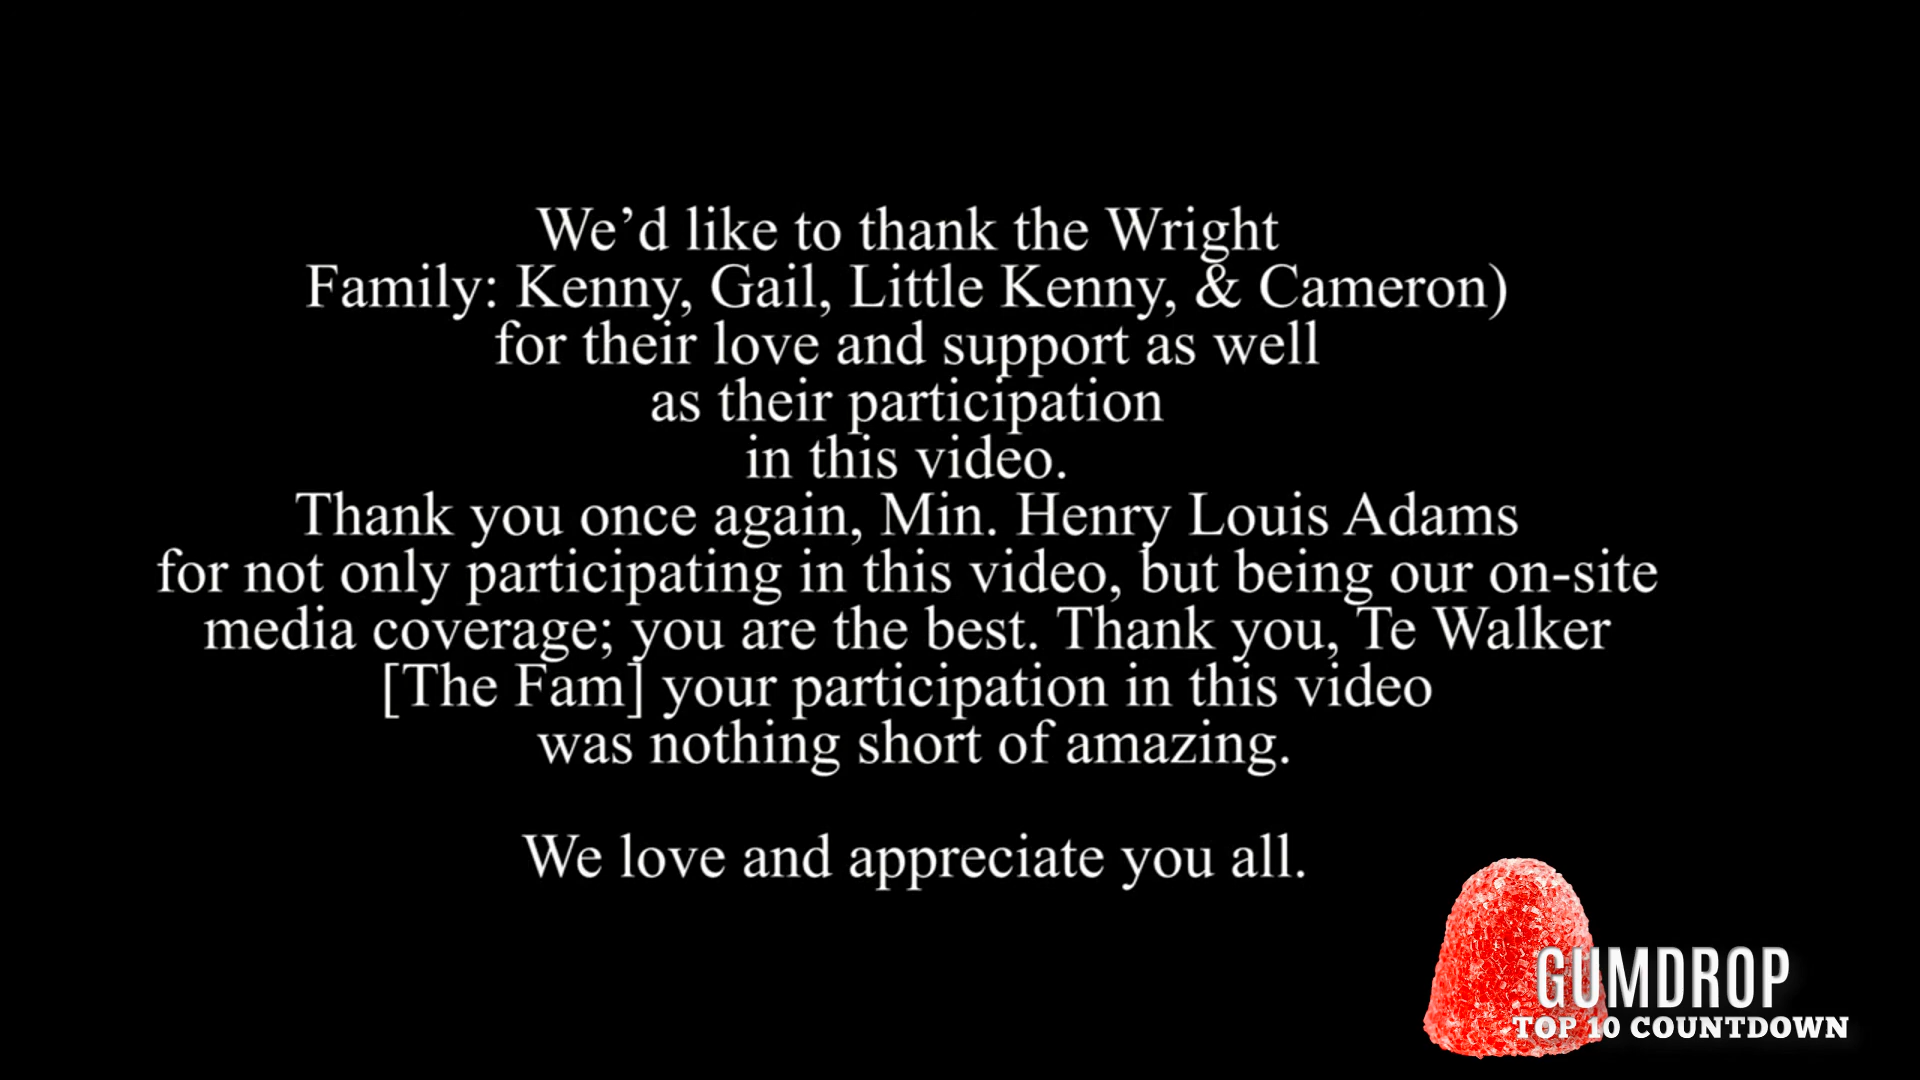 We’d like to thank the Wright
Family: Kenny, Gail, Little Kenny, & Cameron)
for their love and support as well
as their participation
in this video.
Thank you once again, Min. Henry Louis Adams
for not only participating in this video, but being our on-site
media coverage; you are the best. Thank you, Te Walker
[The Fam] your participation in this video
was nothing short of amazing.
We love and appreciate you all.
GUMDROP
TOP 10 COUNTDOWN